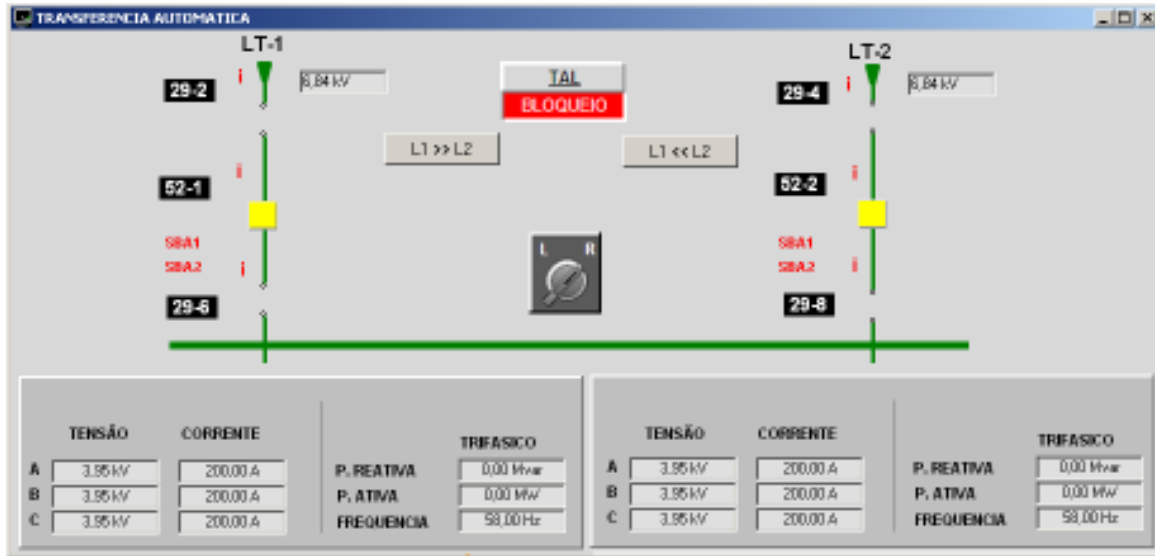 TRANSFERENCIA AUTOMATICA
LT-1
LT-2
29-2
i
6,84 kV
TAL
BLOQUEIO
29-4
i
6,84 kV
L1 >> L2
L1 << L2
52-1
i
52-2
i
SBA1
SBA2
i
L R
SBA1
SBA2
i
29-6
29-8
TENSÃO CORRENTE
TRIFASICO
A 3.95 kV 200.00 A P. REATIVA 0,00 Mvar
B 3.95 kV 200.00 A P. ATIVA 0,00 MW
C 3.95 kV 200.00 A FREQUENCIA 58,00 Hz
TENSÃO CORRENTE
TRIFASICO
A 3.95 kV 200.00 A P. REATIVA 0,00 Mvar
B 3.95 kV 200.00 A P. ATIVA 0,00 MW
C 3.95 kV 200.00 A FREQUENCIA 58,00 Hz